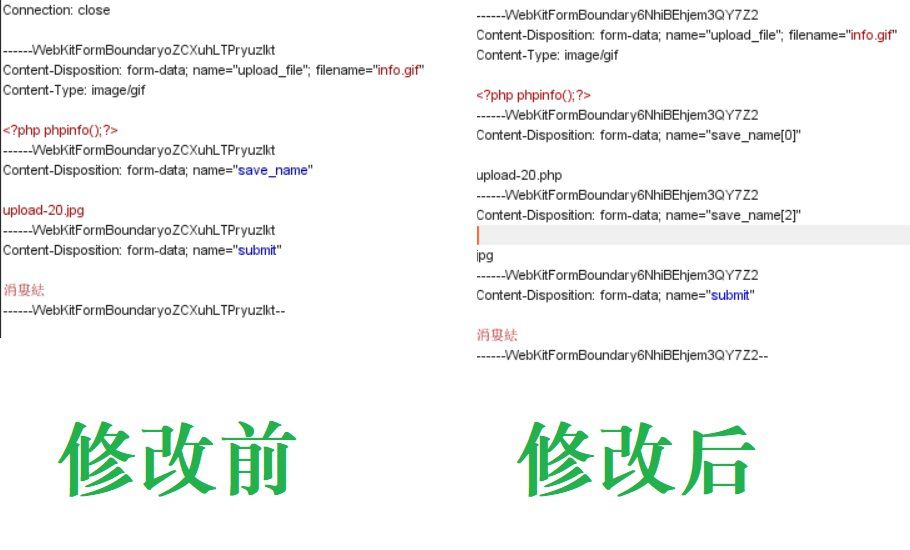 Connection: close
------WebKitFormBoundaryoZCXuhLTPryuzIkt
Content-Disposition: form-data; name="upload_file"; filename="info.gif"
Content-Type: image/gif
<?php phpinfo();?>
------WebKitFormBoundaryoZCXuhLTPryuzIkt
Content-Disposition: form-data; name="save_name"
upload-20.jpg
------WebKitFormBoundaryoZCXuhLTPryuzIkt
Content-Disposition: form-data; name="submit"
涓婁紶
------WebKitFormBoundaryoZCXuhLTPryuzIkt--
修改前
------WebKitFormBoundary6NhiBEhjem3QY7Z2
Content-Disposition: form-data; name="upload_file"; filename="info.gif"
Content-Type: image/gif
<?php phpinfo();?>
------WebKitFormBoundary6NhiBEhjem3QY7Z2
Content-Disposition: form-data; name="save_name[0]"
upload-20.php
------WebKitFormBoundary6NhiBEhjem3QY7Z2
Content-Disposition: form-data; name="save_name[2]"
jpg
------WebKitFormBoundary6NhiBEhjem3QY7Z2
Content-Disposition: form-data; name="submit"
涓婁紶
------WebKitFormBoundary6NhiBEhjem3QY7Z2--
修改后